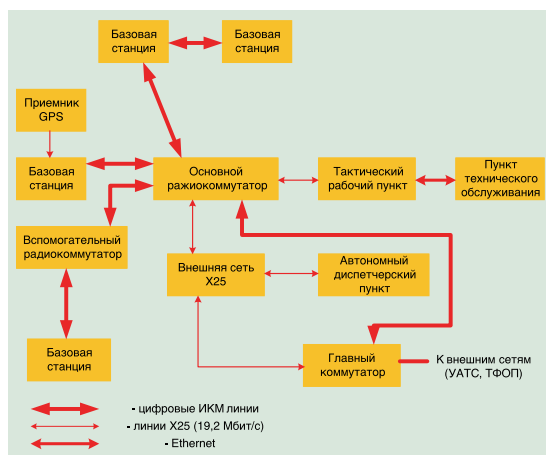 Базовая
станция
Базовая
станция
Приемник
GPS
Базовая
станция
Основной
ражиокоммутатор
Тактический
рабочий пункт
Пункт
технического
обслуживания
Вспомогательный
радиокоммутатор
Внешняя сеть
X25
Автономный
диспетчерский
пункт
Базовая
станция
Главный
коммутатор
К внешним сетям
(УАТС, ТФОП)
- цифровые ИКМ линии
- линии X25 (19,2 Мбит/с)
- Ethernet